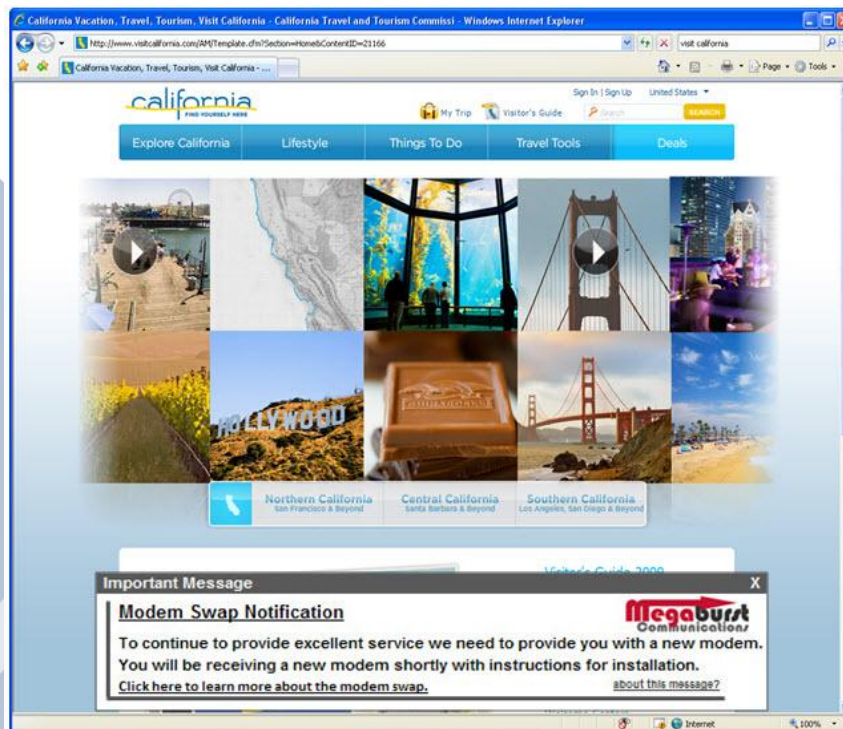 California Vacation, Travel, Tourism, Visit California - California Travel and Tourism Commissi - Windows Internet Explorer
http://www.visitcalifornia.com/AM/Template.cfm?Section=Home&ContentID=21166
visit california
California Vacation, Travel, Tourism, Visit California - ...
Page
Tools
california
FIND YOURSELF HERE
Sign In | Sign Up
United States
My Trip
Visitor's Guide
Search
SEARCH
Explore California
Lifestyle
Things To Do
Travel Tools
Deals
HOLLYWOOD
Northern California
San Francisco & Beyond
Central California
Santa Barbara & Beyond
Southern California
Los Angeles, San Diego & Beyond
Visitor's Guide 2009
Important Message
X
Modem Swap Notification
Megaburst
Communications
To continue to provide excellent service we need to provide you with a new modem.
You will be receiving a new modem shortly with instructions for installation.
Click here to learn more about the modem swap.
about this message?
Internet
100%